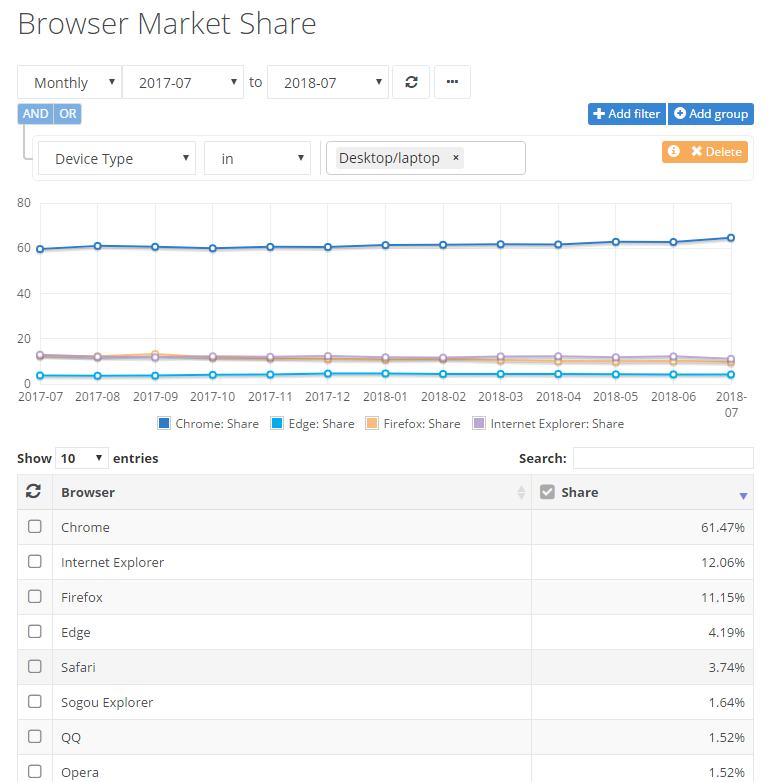 Browser Market Share
Monthly 2017-07 to 2018-07 ···
AND OR Add filter Add group
Device Type in Desktop/laptop × Delete
80
60
40
20
0
2017-07 2017-08 2017-09 2017-10 2017-11 2017-12 2018-01 2018-02 2018-03 2018-04 2018-05 2018-06 2018-
07
Chrome: Share Edge: Share Firefox: Share Internet Explorer: Share
Show 10 entries Search:
Browser Share
Chrome 61.47%
Internet Explorer 12.06%
Firefox 11.15%
Edge 4.19%
Safari 3.74%
Sogou Explorer 1.64%
QQ 1.52%
Opera 1.52%